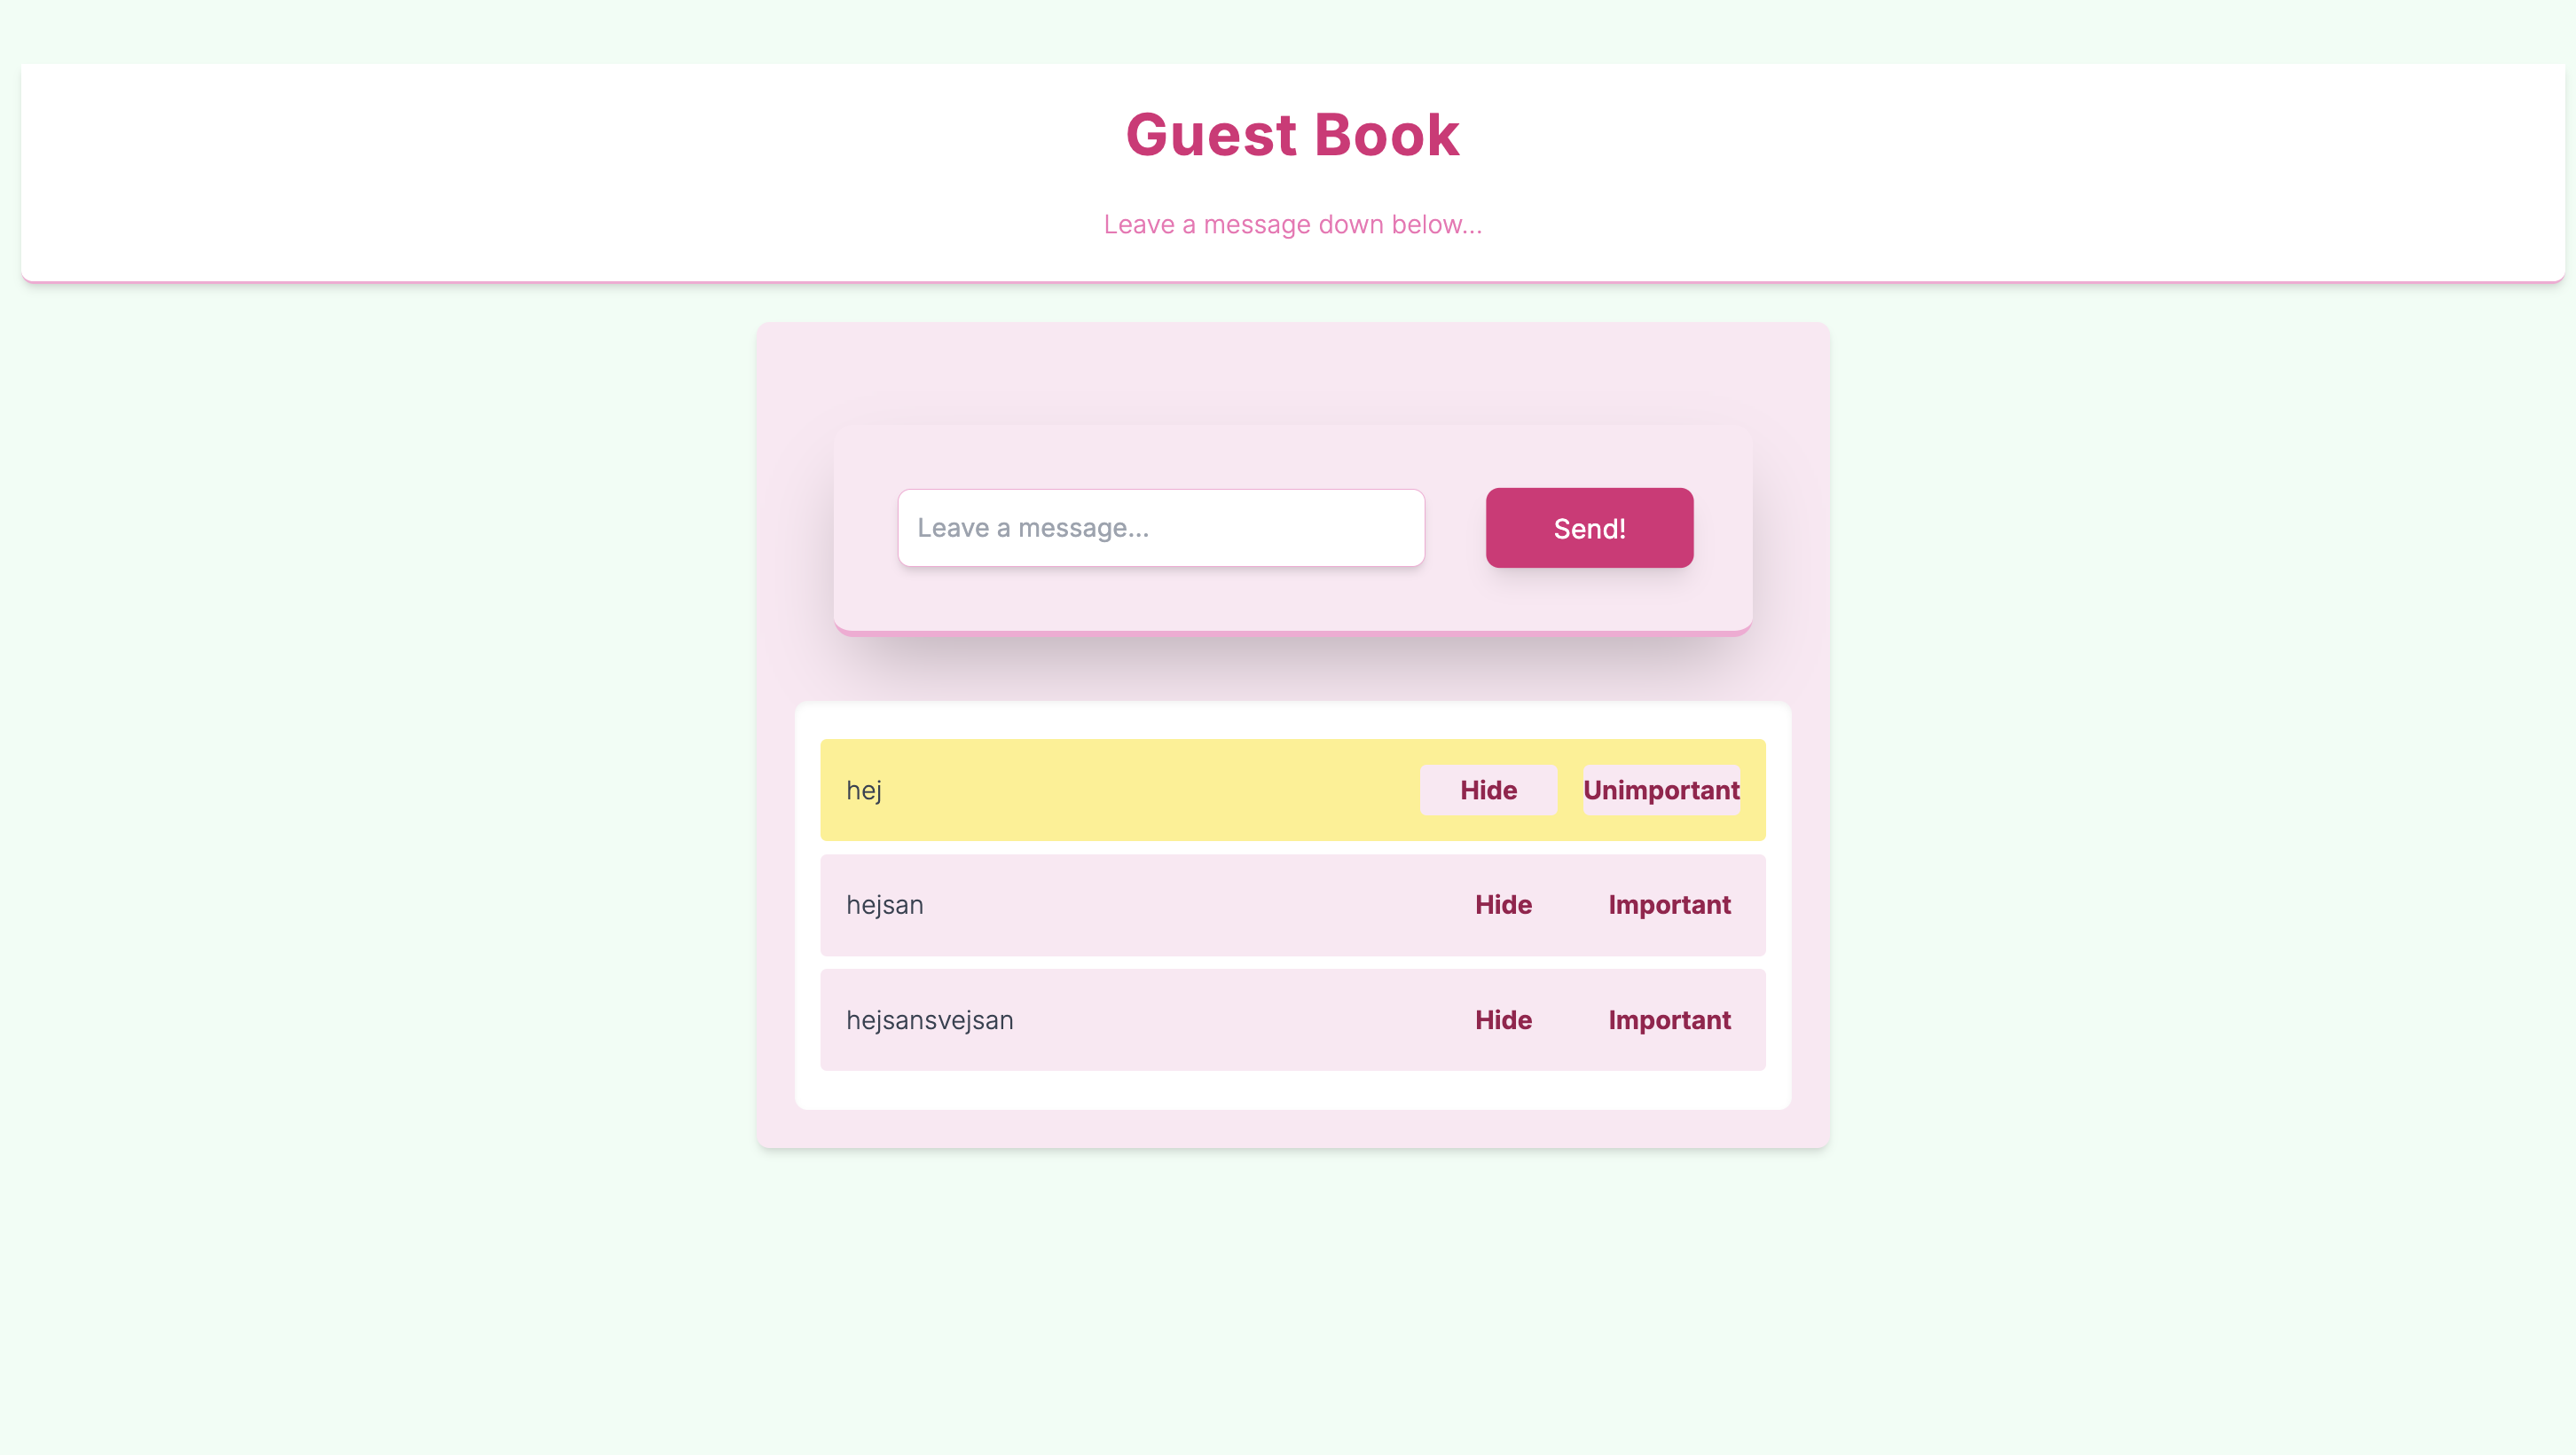 Guest Book
Leave a message down below...
Leave a message...
Send!
hej Hide Unimportant
hejsan Hide Important
hejsansvejsan Hide Important